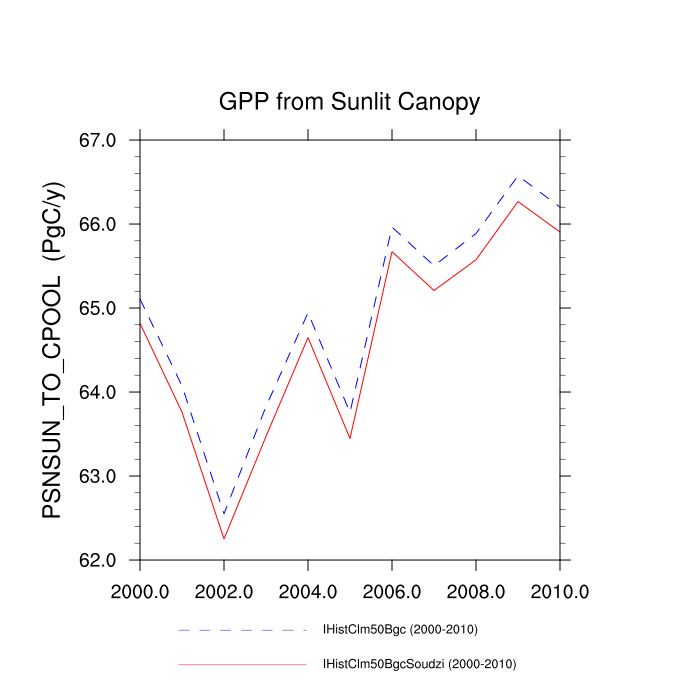 GPP from Sunlit Canopy
PSNSUN_TO_CPOOL (PgC/y)
67.0
66.0
65.0
64.0
63.0
62.0
2000.0 2002.0 2004.0 2006.0 2008.0 2010.0
IHistClm50Bgc (2000-2010)
IHistClm50BgcSoudzi (2000-2010)